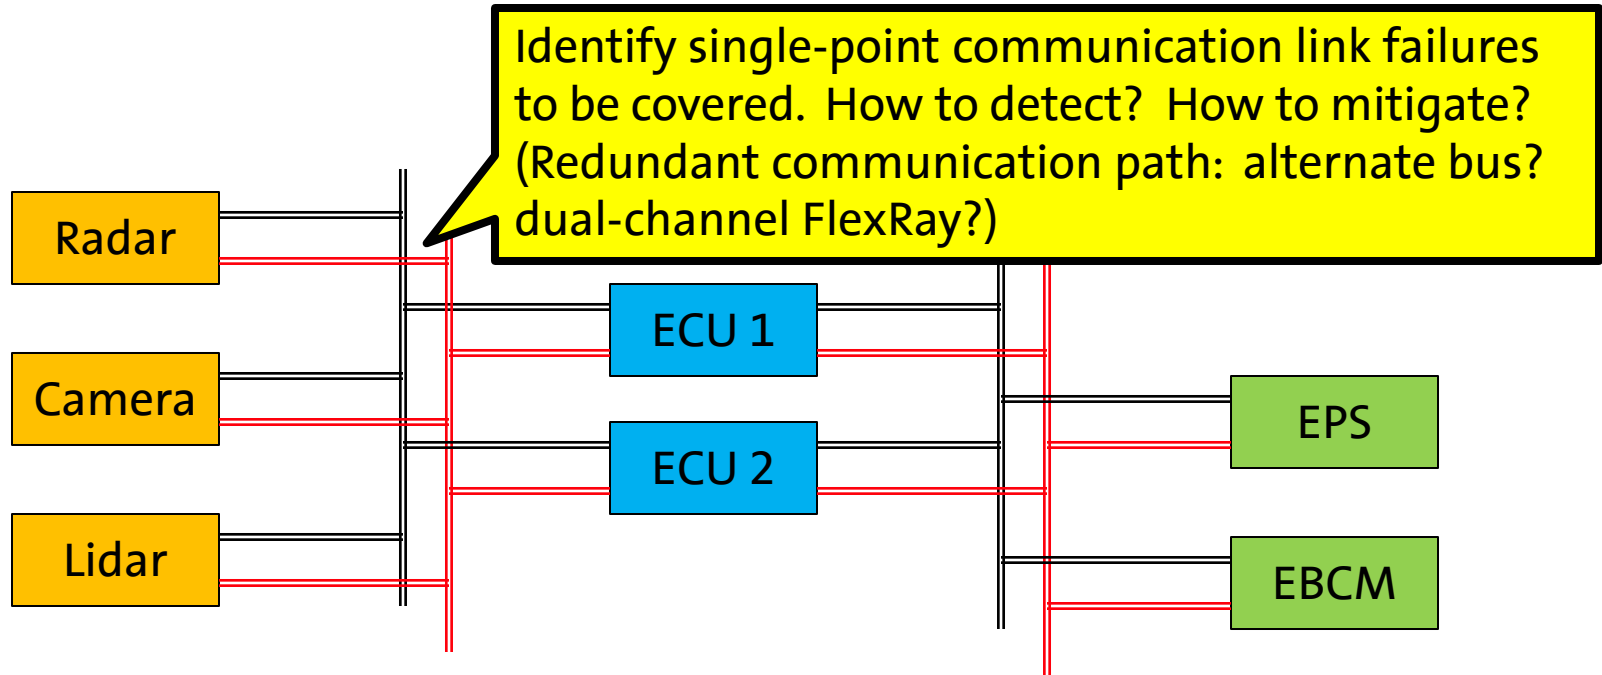 Identify single-point communication link failures
to be covered.  How to detect?  How to mitigate?
(Redundant communication path:  alternate bus?
dual-channel FlexRay?)
Radar
ECU 1
Camera
EPS
ECU 2
Lidar
EBCM